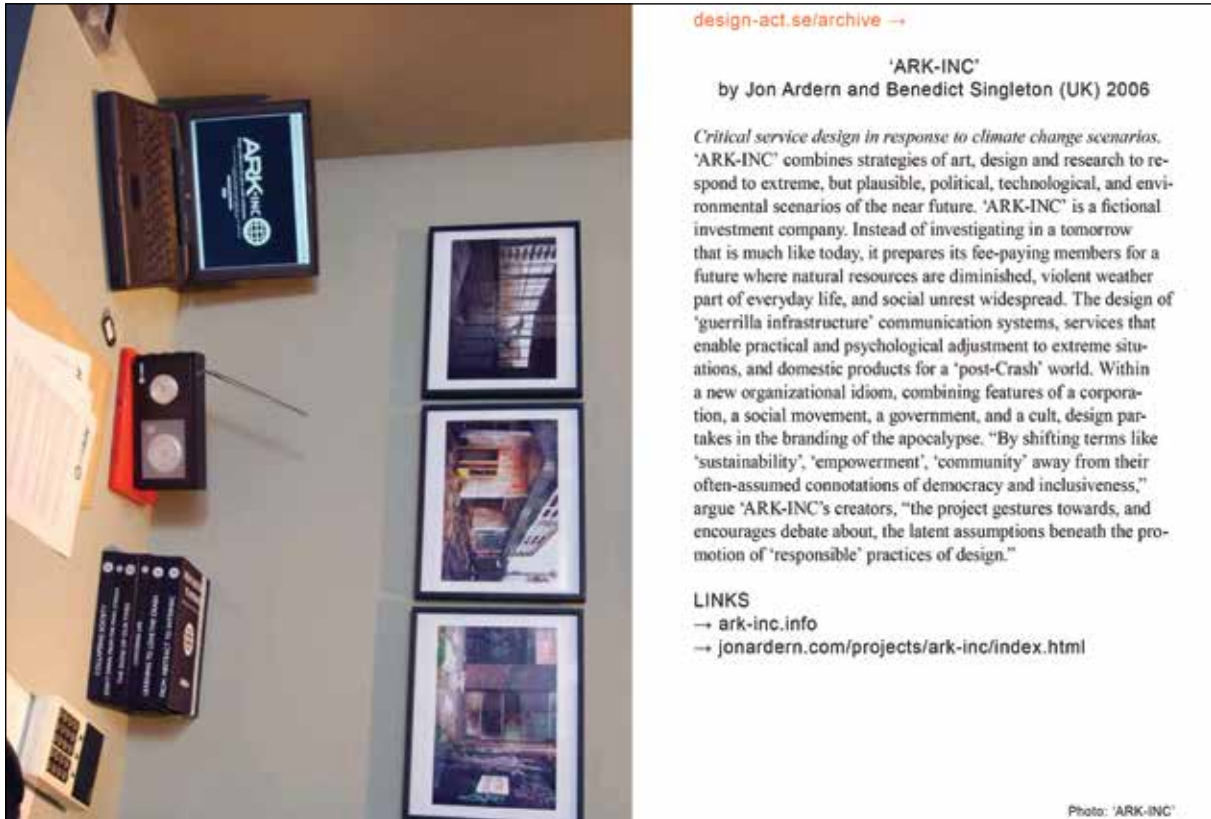 design-act.se/archive →
‘ARK-INC’
by Jon Ardern and Benedict Singleton (UK) 2006
Critical service design in response to climate change scenarios.
‘ARK-INC’ combines strategies of art, design and research to re-
spond to extreme, but plausible, political, technological, and envi-
ronmental scenarios of the near future. ‘ARK-INC’ is a fictional
investment company. Instead of investigating in a tomorrow
that is much like today, it prepares its fee-paying members for a
future where natural resources are diminished, violent weather
part of everyday life, and social unrest widespread. The design of
‘guerrilla infrastructure’ communication systems, services that
enable practical and psychological adjustment to extreme situ-
ations, and domestic products for a ‘post-Crash’ world. Within
a new organizational idiom, combining features of a corpora-
tion, a social movement, a government, and a cult, design par-
takes in the branding of the apocalypse. “By shifting terms like
‘sustainability’, ‘empowerment’, ‘community’ away from their
often-assumed connotations of democracy and inclusiveness,”
argue ‘ARK-INC’s creators, “the project gestures towards, and
encourages debate about, the latent assumptions beneath the pro-
motion of ‘responsible’ practices of design.”
LINKS
→ ark-inc.info
→ jonardern.com/projects/ark-inc/index.html
Photo: ‘ARK-INC’
ARK-INC
COLLAPSING SOCIETY
LEARNING TO LOVE THE CRASH